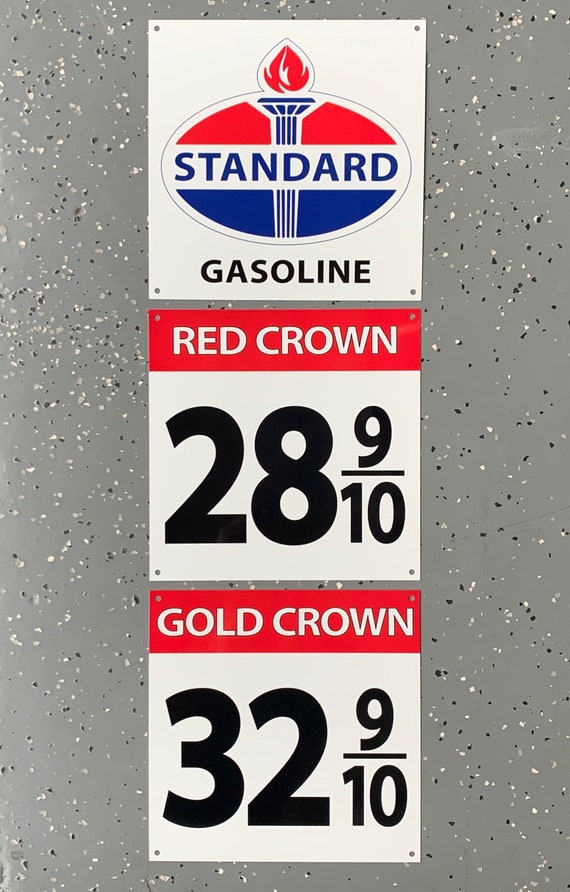 STANDARD
GASOLINE
RED CROWN
28 9/10
GOLD CROWN
32 9/10